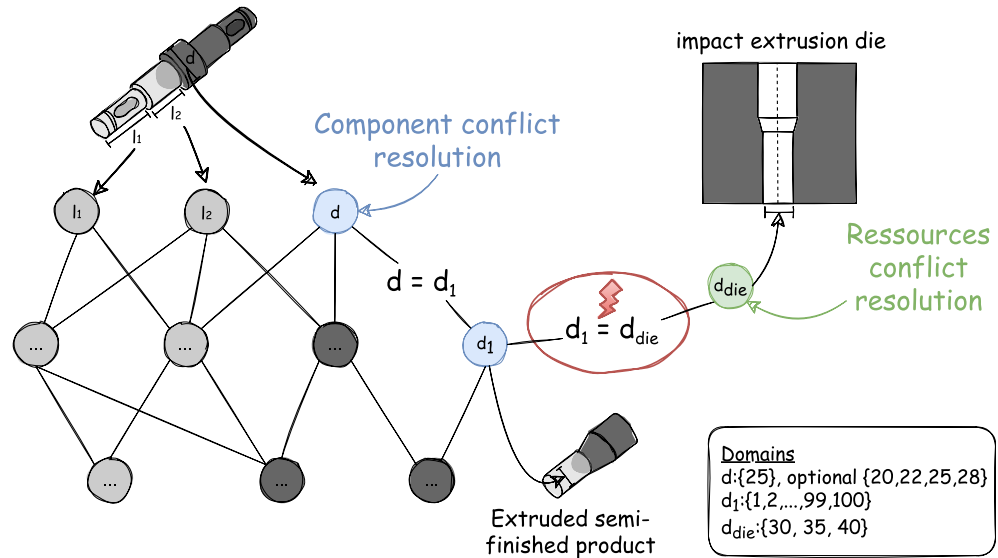 impact extrusion die
d
l2
l1
Component conflict
resolution
l1
l2
d
Ressources
conflict
resolution
d = d1
ddie
d1 = ddie
...
...
...
d1
...
...
...
Extruded semi-
finished product
Domains
d:{25}, optional {20,22,25,28}
d1:{1,2,...,99,100}
ddie:{30, 35, 40}